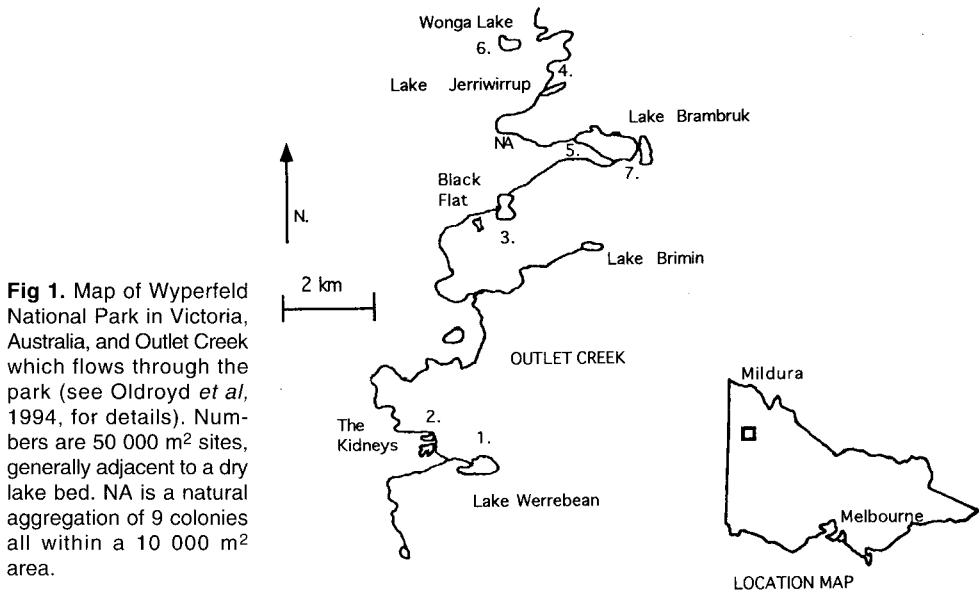 Wonga Lake
6.
4.
Lake Jerriwirrup
Lake Brambruk
NA
5.
7.
Black
Flat
N.
3.
Lake Brimin
2 km
OUTLET CREEK
The
Kidneys
2.
1.
Lake Werrebean
Mildura
Melbourne
LOCATION MAP
Fig 1. Map of Wyperfeld
National Park in Victoria,
Australia, and Outlet Creek
which flows through the
park (see Oldroyd et al,
1994, for details). Num-
bers are 50 000 m² sites,
generally adjacent to a dry
lake bed. NA is a natural
aggregation of 9 colonies
all within a 10 000 m²
area.